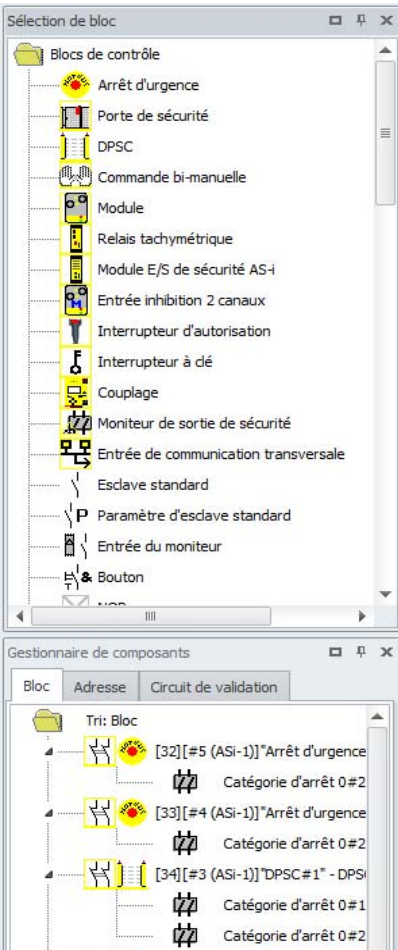 Sélection de bloc
Blocs de contrôle
Arrêt d'urgence
Porte de sécurité
DPSC
Commande bi-manuelle
Module
Relais tachymétrique
Module E/S de sécurité AS-i
Entrée inhibition 2 canaux
Interrupteur d'autorisation
Interrupteur à clé
Couplage
Moniteur de sortie de sécurité
Entrée de communication transversale
Esclave standard
P Paramètre d'esclave standard
Entrée du moniteur
& Bouton
NOP
Gestionnaire de composants
Bloc Adresse Circuit de validation
Tri: Bloc
[32][#5 (ASi-1)]"Arrêt d'urgence
Catégorie d'arrêt 0#2
[33][#4 (ASi-1)]"Arrêt d'urgence
Catégorie d'arrêt 0#2
[34][#3 (ASi-1)]"DPSC#1" - DPS
Catégorie d'arrêt 0#1
Catégorie d'arrêt 0#2